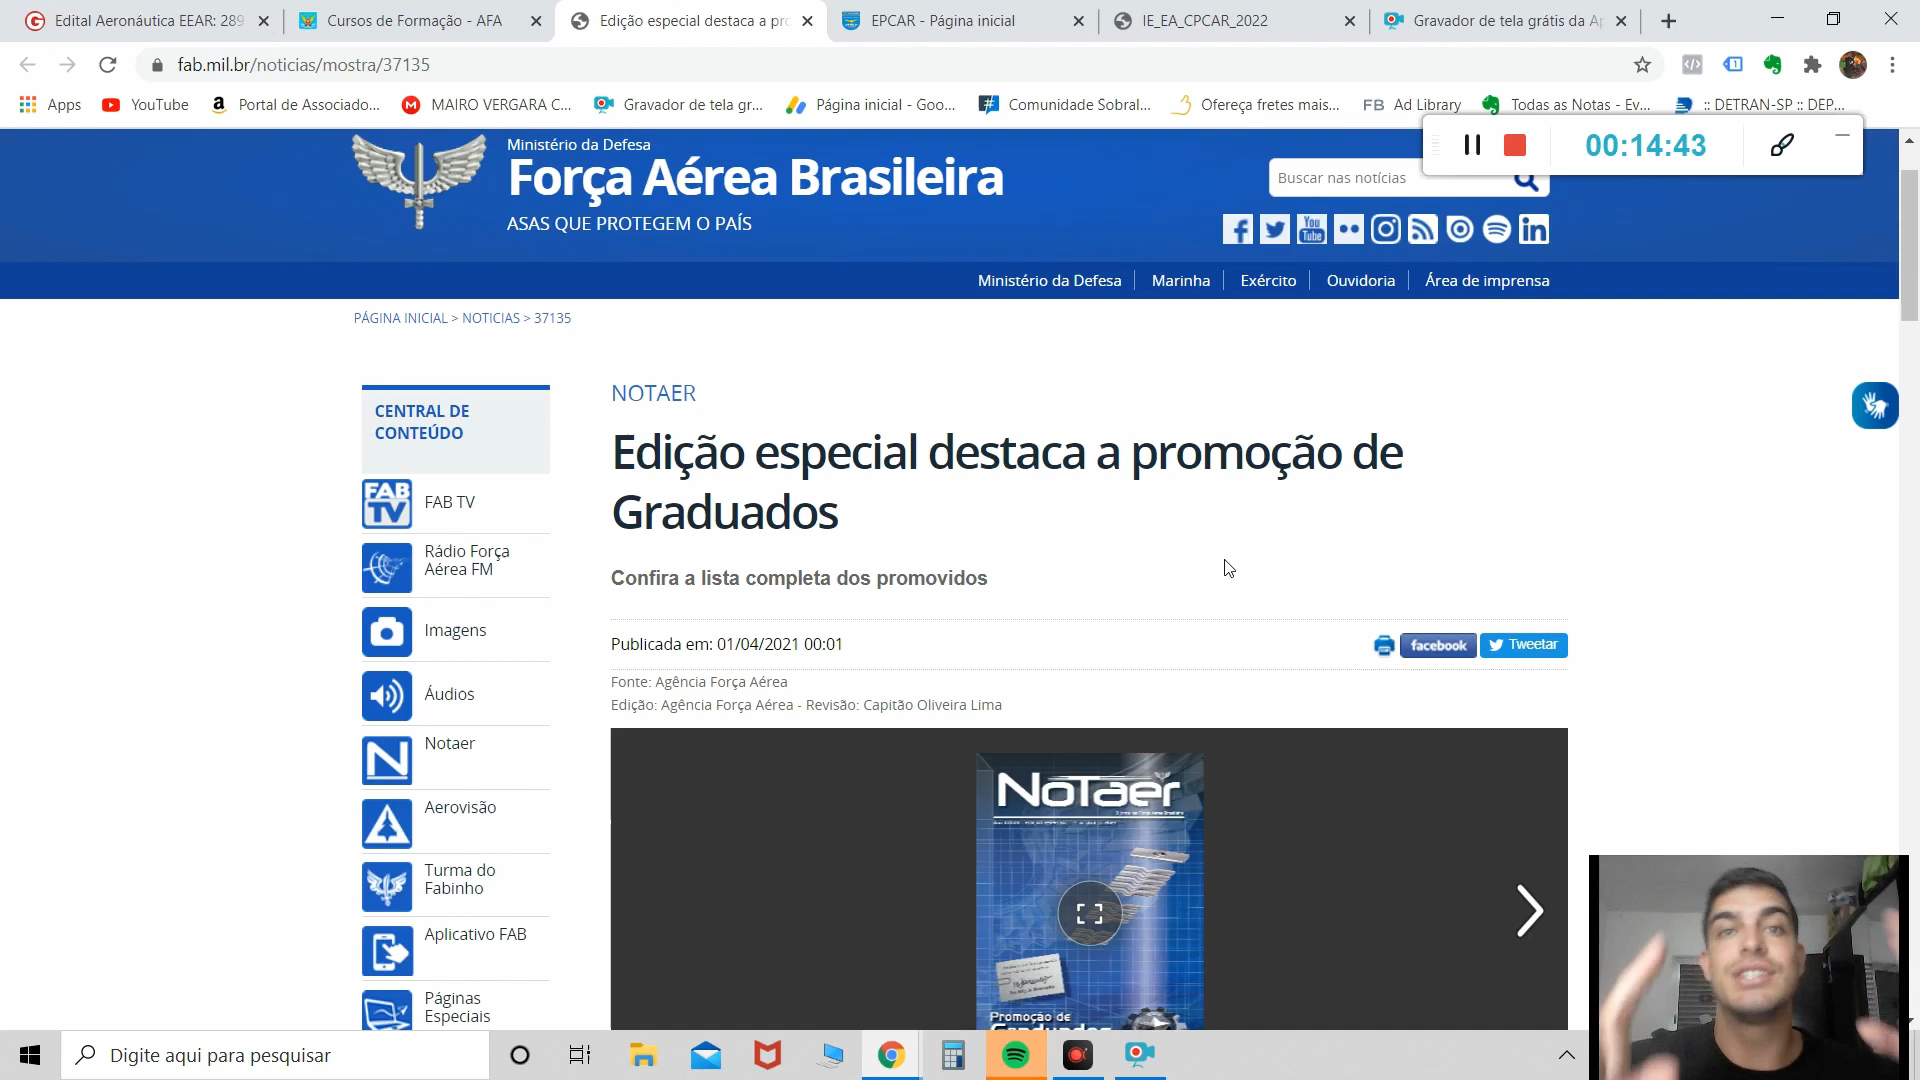 Edital Aeronáutica EEAR: 289
Cursos de Formação - AFA
Edição especial destaca a pro
EPCAR - Página inicial
IE_EA_CPCAR_2022
Gravador de tela grátis da Ap
fab.mil.br/noticias/mostra/37135
Apps
YouTube
Portal de Associado...
MAIRO VERGARA C...
Gravador de tela gr...
Página inicial - Goo...
Comunidade Sobral...
Ofereça fretes mais...
FB Ad Library
Todas as Notas - Ev...
:: DETRAN-SP :: DEP...
00:14:43
Ministério da Defesa
Força Aérea Brasileira
ASAS QUE PROTEGEM O PAÍS
Buscar nas notícias
You
Tube
in
Ministério da Defesa
Marinha
Exército
Ouvidoria
Área de imprensa
PÁGINA INICIAL > NOTICIAS > 37135
CENTRAL DE
CONTEÚDO
FAB
TV
FAB TV
Rádio Força
Aérea FM
Imagens
Áudios
N
Notaer
Aerovisão
Turma do
Fabinho
Aplicativo FAB
Páginas
Especiais
NOTAER
Edição especial destaca a promoção de
Graduados
Confira a lista completa dos promovidos
Publicada em: 01/04/2021 00:01
facebook
Tweetar
Fonte: Agência Força Aérea
Edição: Agência Força Aérea - Revisão: Capitão Oliveira Lima
NOTAER
Promoção de
Graduados
Digite aqui para pesquisar